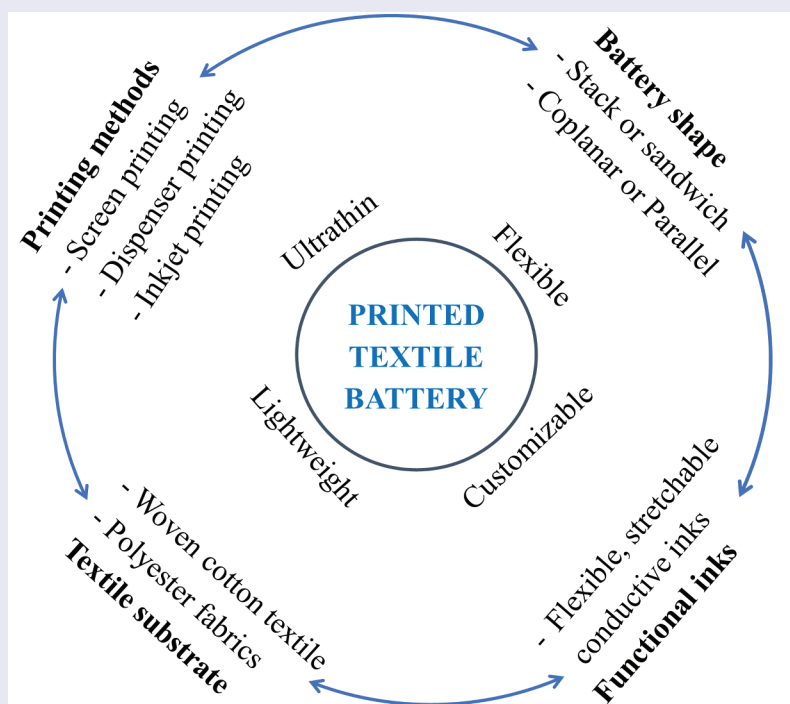 Printing methods
- Screen printing
- Dispenser printing
- Inkjet printing
Battery shape
- Stack or sandwich
- Coplanar or Parallel
Ultrathin
Flexible
PRINTED
TEXTILE
BATTERY
Lightweight
Customizable
- Woven cotton textile
- Polyester fabrics
Textile substrate
- Flexible, stretchable
conductive inks
Functional inks